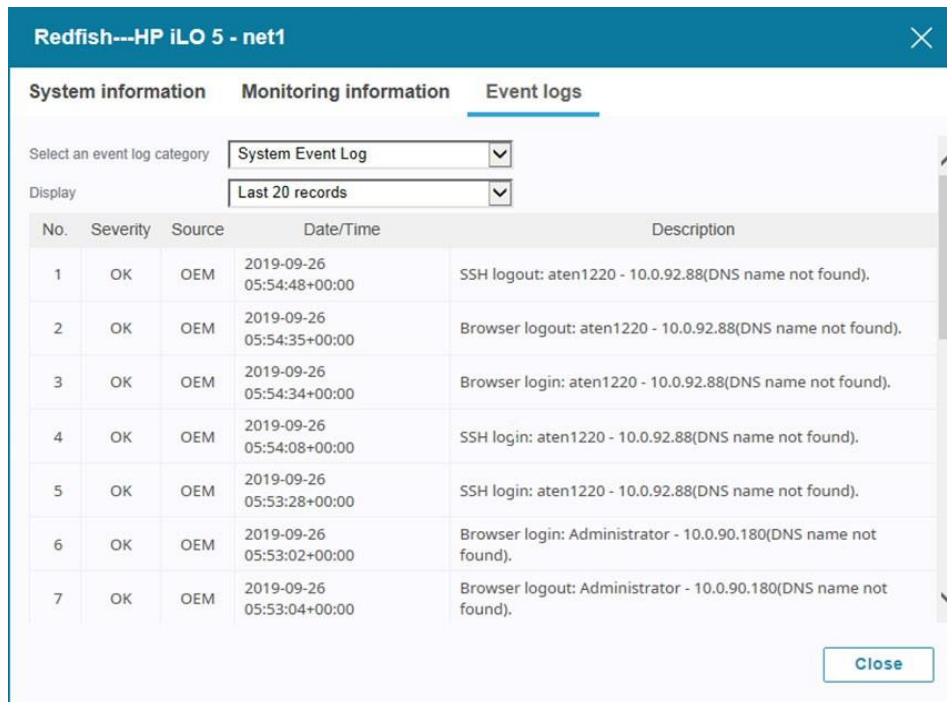 Redfish---HP iLO 5 - net1
System information Monitoring information Event logs
Select an event log category System Event Log
Display Last 20 records
No. Severity Source Date/Time Description
1 OK OEM 2019-09-26
05:54:48+00:00 SSH logout: aten1220 - 10.0.92.88(DNS name not found).
2 OK OEM 2019-09-26
05:54:35+00:00 Browser logout: aten1220 - 10.0.92.88(DNS name not found).
3 OK OEM 2019-09-26
05:54:34+00:00 Browser login: aten1220 - 10.0.92.88(DNS name not found).
4 OK OEM 2019-09-26
05:54:08+00:00 SSH login: aten1220 - 10.0.92.88(DNS name not found).
5 OK OEM 2019-09-26
05:53:28+00:00 SSH login: aten1220 - 10.0.92.88(DNS name not found).
6 OK OEM 2019-09-26
05:53:02+00:00 Browser login: Administrator - 10.0.90.180(DNS name not
found).
7 OK OEM 2019-09-26
05:53:04+00:00 Browser logout: Administrator - 10.0.90.180(DNS name not
found).
Close